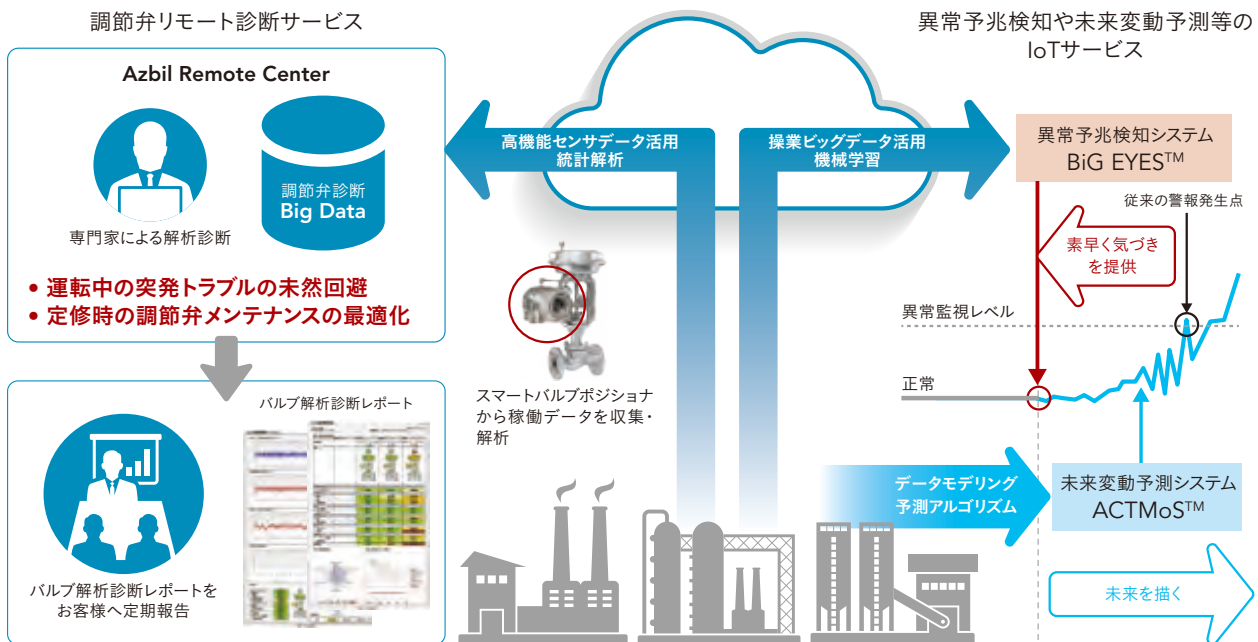 調節弁リモート診断サービス
Azbil Remote Center
調節弁診断
Big Data
専門家による解析診断
• 運転中の突発トラブルの未然回避
• 定修時の調節弁メンテナンスの最適化
バルブ解析診断レポート
バルブ解析診断レポートを
お客様へ定期報告
高機能センサデータ活用
統計解析
操業ビッグデータ活用
機械学習
スマートバルブポジショナ
から稼働データを収集・
解析
異常予兆検知や未来変動予測等の
IoTサービス
異常予兆検知システム
BiG EYES™
従来の警報発生点
素早く気づき
を提供
異常監視レベル
正常
データモデリング
予測アルゴリズム
未来変動予測システム
ACTMoS™
未来を描く